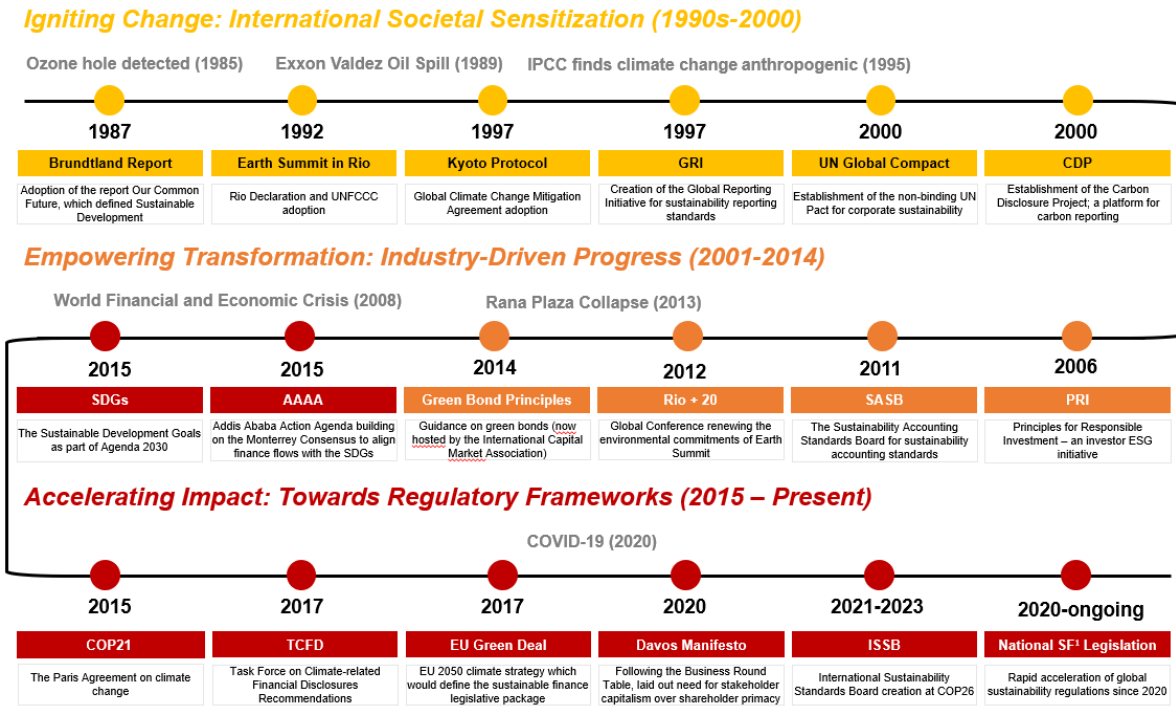 Igniting Change: International Societal Sensitization (1990s-2000)
Ozone hole detected (1985)
Exxon Valdez Oil Spill (1989)
IPCC finds climate change anthropogenic (1995)
1987
Brundtland Report
Adoption of the report Our Common
Future, which defined Sustainable
Development
1992
Earth Summit in Rio
Rio Declaration and UNFCCC
adoption
1997
Kyoto Protocol
Global Climate Change Mitigation
Agreement adoption
1997
GRI
Creation of the Global Reporting
Initiative for sustainability reporting
standards
2000
UN Global Compact
Establishment of the non-binding UN
Pact for corporate sustainability
2000
CDP
Establishment of the Carbon
Disclosure Project; a platform for
carbon reporting
Empowering Transformation: Industry-Driven Progress (2001-2014)
World Financial and Economic Crisis (2008)
Rana Plaza Collapse (2013)
2015
SDGs
The Sustainable Development Goals
as part of Agenda 2030
2015
AAAA
Addis Ababa Action Agenda building
on the Monterrey Consensus to align
finance flows with the SDGs
2014
Green Bond Principles
Guidance on green bonds (now
hosted by the International Capital
Market Association)
2012
Rio + 20
Global Conference renewing the
environmental commitments of Earth
Summit
2011
SASB
The Sustainability Accounting
Standards Board for sustainability
accounting standards
2006
PRI
Principles for Responsible
Investment – an investor ESG
initiative
Accelerating Impact: Towards Regulatory Frameworks (2015 – Present)
COVID-19 (2020)
2015
COP21
The Paris Agreement on climate
change
2017
TCFD
Task Force on Climate-related
Financial Disclosures
Recommendations
2017
EU Green Deal
EU 2050 climate strategy which
would define the sustainable finance
legislative package
2020
Davos Manifesto
Following the Business Round
Table, laid out need for stakeholder
capitalism over shareholder primacy
2021-2023
ISSB
International Sustainability
Standards Board creation at COP26
2020-ongoing
National SF¹ Legislation
Rapid acceleration of global
sustainability regulations since 2020